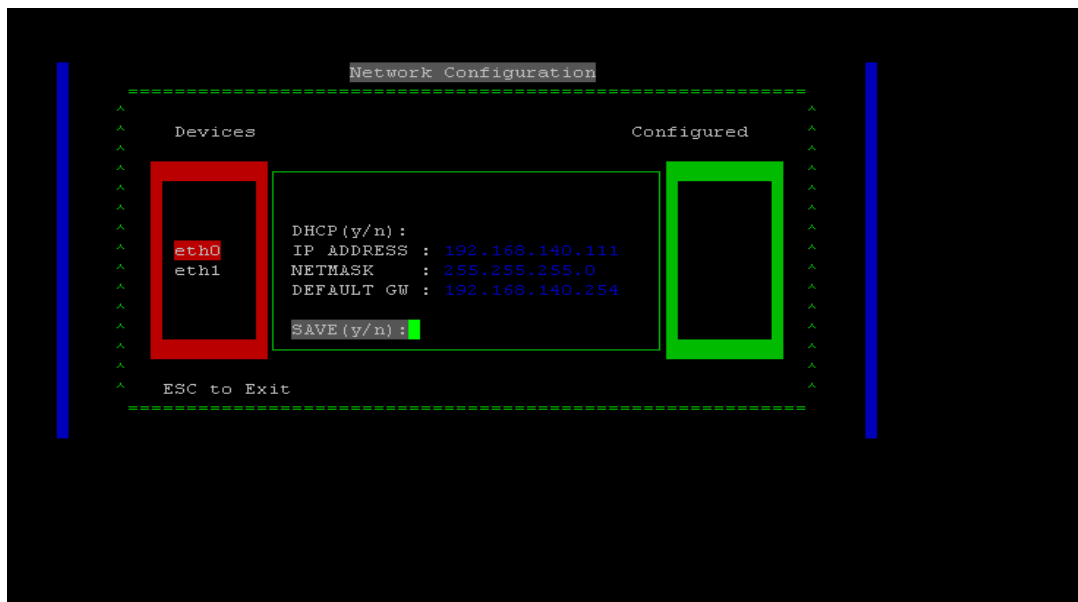 Network Configuration
Devices Configured
DHCP(y/n):
eth0 IP ADDRESS : 192.168.140.111
eth1 NETMASK : 255.255.255.0
DEFAULT GW : 192.168.140.254
SAVE(y/n):
ESC to Exit